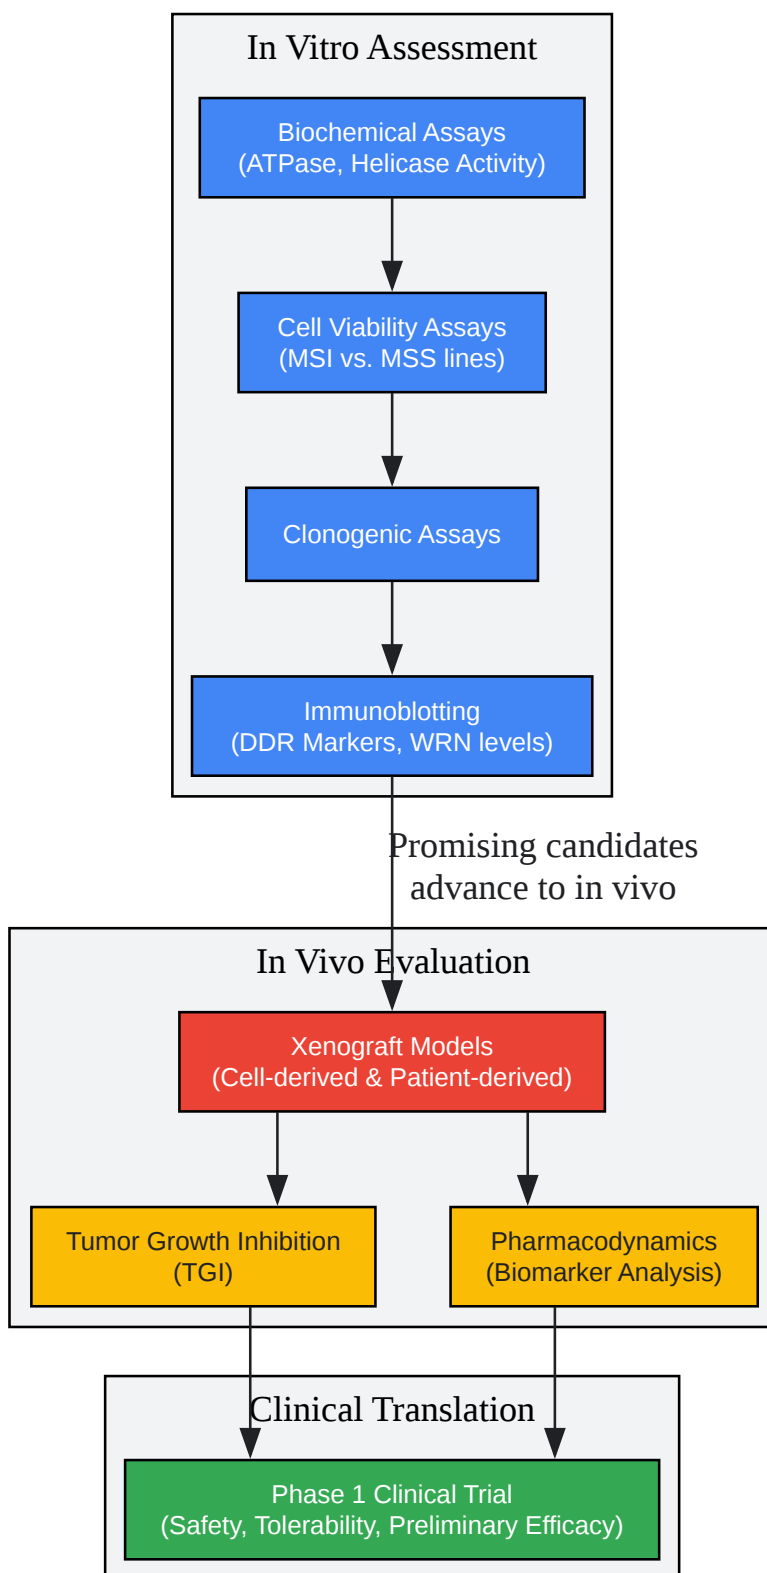 In Vitro Assessment
Biochemical Assays
(ATPase, Helicase Activity)
Cell Viability Assays
(MSI vs. MSS lines)
Clonogenic Assays
Immunoblotting
(DDR Markers, WRN levels)
Promising candidates
advance to in vivo
In Vivo Evaluation
Xenograft Models
(Cell-derived & Patient-derived)
Tumor Growth Inhibition
(TGI)
Pharmacodynamics
(Biomarker Analysis)
Clinical Translation
Phase 1 Clinical Trial
(Safety, Tolerability, Preliminary Efficacy)